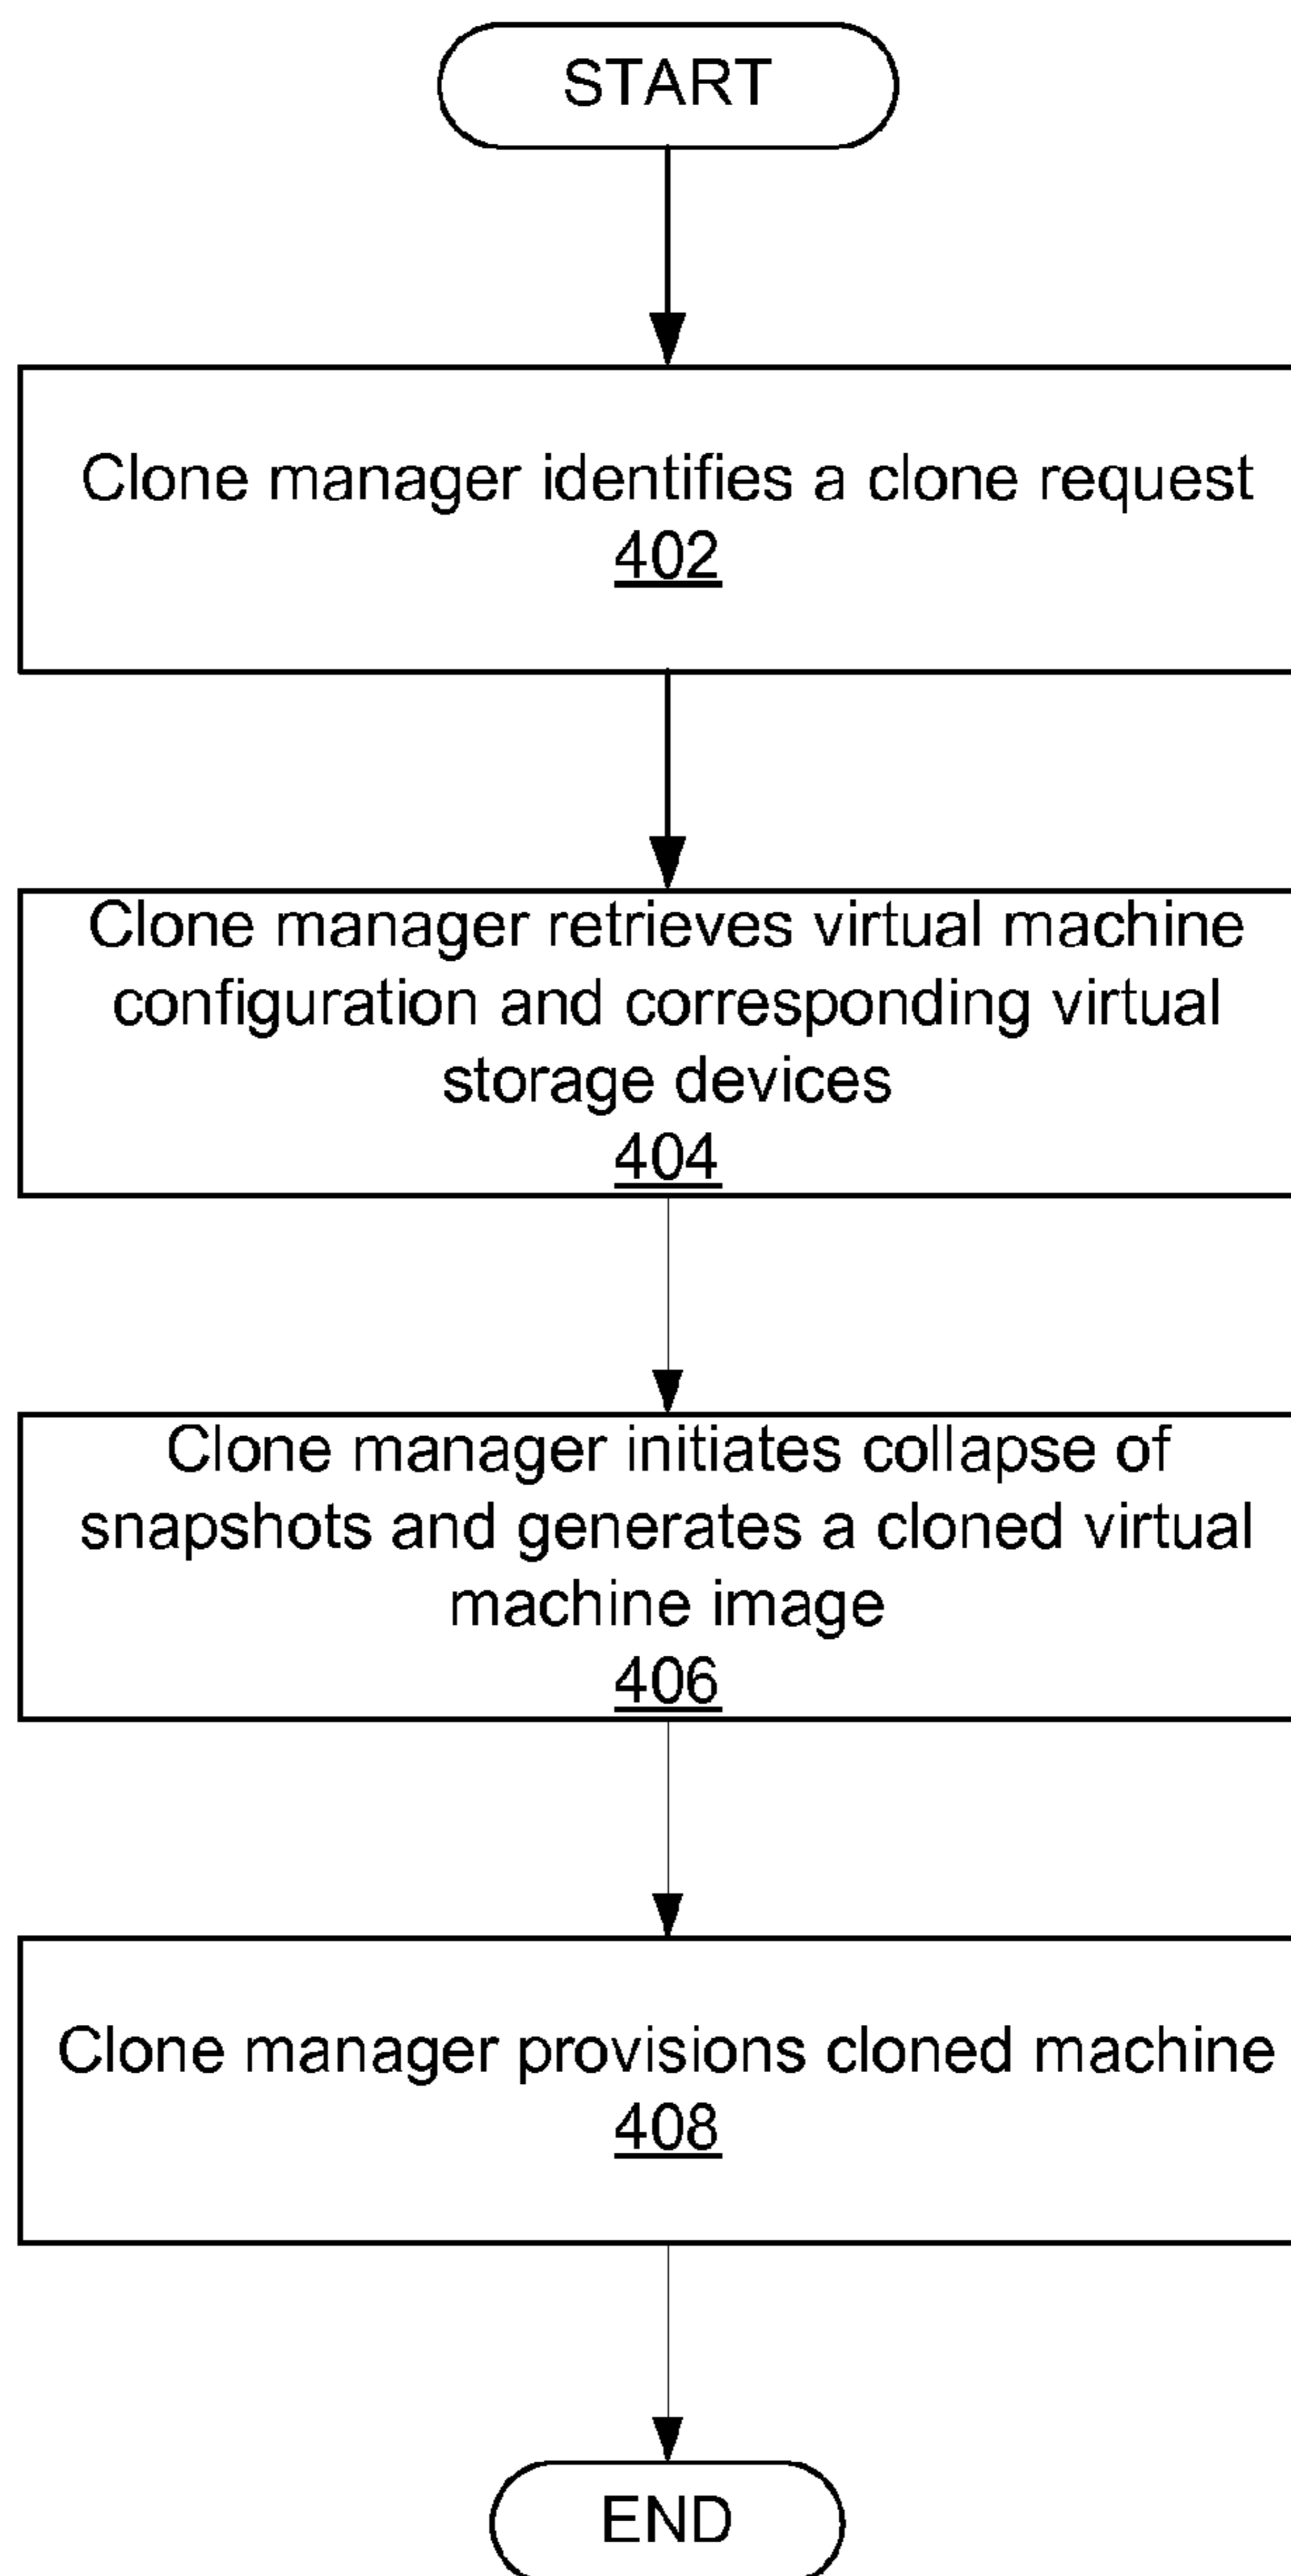 START
Clone manager identifies a clone request
402
Clone manager retrieves virtual machine
configuration and corresponding virtual
storage devices
404
Clone manager initiates collapse of
snapshots and generates a cloned virtual
machine image
406
Clone manager provisions cloned machine
408
END